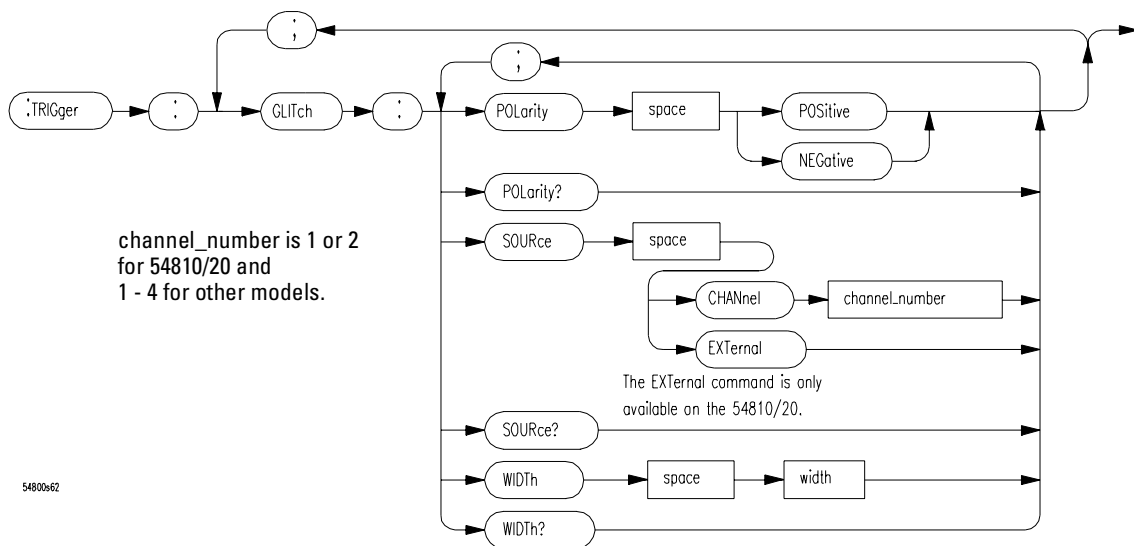 ;
;
:TRIGger
:
GLITch
:
POLarity
space
POSitive
NEGative
POLarity?
channel_number is 1 or 2
for 54810/20 and
1 - 4 for other models.
SOURce
space
CHANnel
channel_number
EXTernal
The EXTernal command is only
available on the 54810/20.
SOURce?
54800s62
WIDTh
space
width
WIDTh?